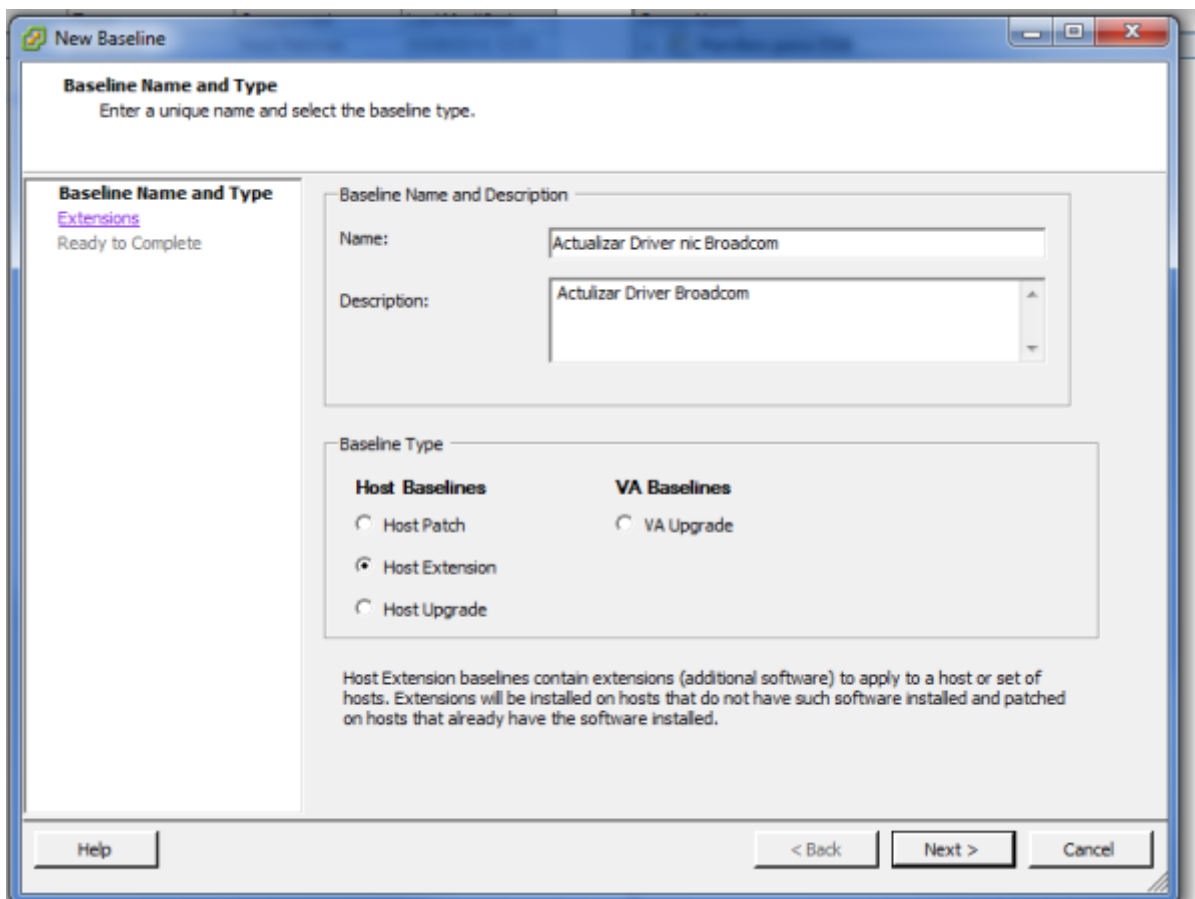 New Baseline
Baseline Name and Type
Enter a unique name and select the baseline type.
Baseline Name and Type
Extensions
Ready to Complete
Baseline Name and Description
Name:
Actualizar Driver nic Broadcom
Description:
Actulizar Driver Broadcom
Baseline Type
Host Baselines
VA Baselines
Host Patch
VA Upgrade
Host Extension
Host Upgrade
Host Extension baselines contain extensions (additional software) to apply to a host or set of
hosts. Extensions will be installed on hosts that do not have such software installed and patched
on hosts that already have the software installed.
Help
< Back
Next >
Cancel